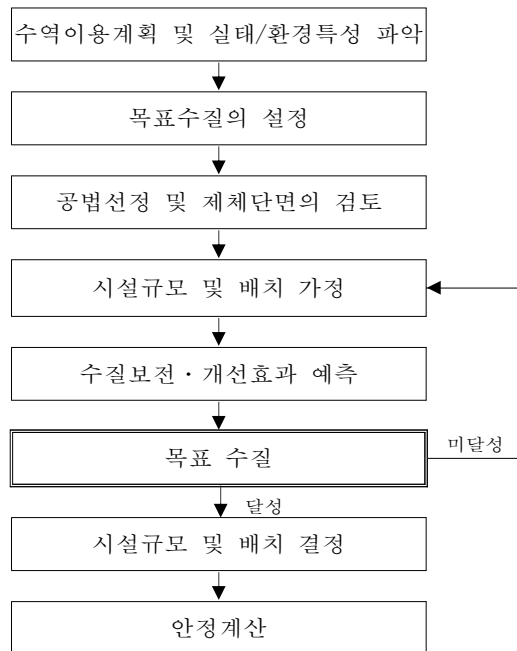 수역이용계획 및 실태/환경특성 파악
목표수질의 설정
공법선정 및 제체단면의 검토
시설규모 및 배치 가정
수질보전·개선효과 예측
목표 수질
미달성
달성
시설규모 및 배치 결정
안정계산